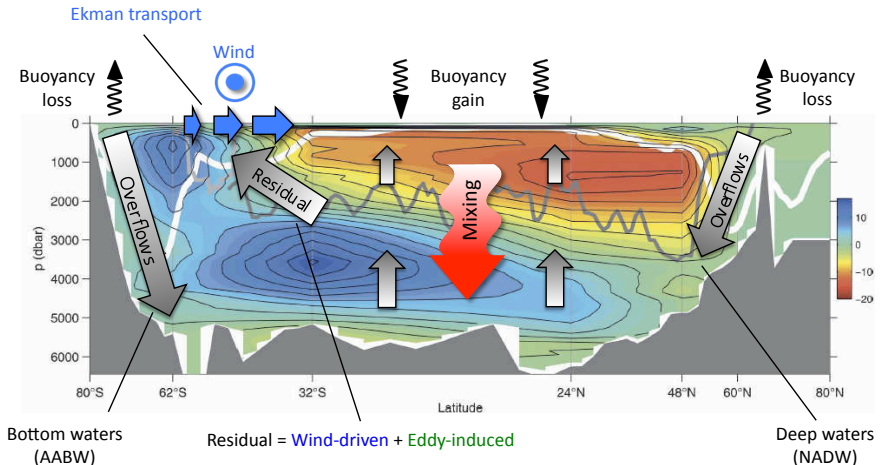 Ekman transport
Wind
Buoyancy
loss
Buoyancy
gain
Buoyancy
loss
Overflows
Residual
Mixing
Overflows
p (dbar)
0
1000
2000
3000
4000
5000
6000
10
0
-10
-20
80°S
62°S
32°S
24°N
48°N
60°N
80°N
Latitude
Bottom waters
(AABW)
Residual = Wind-driven + Eddy-induced
Deep waters
(NADW)